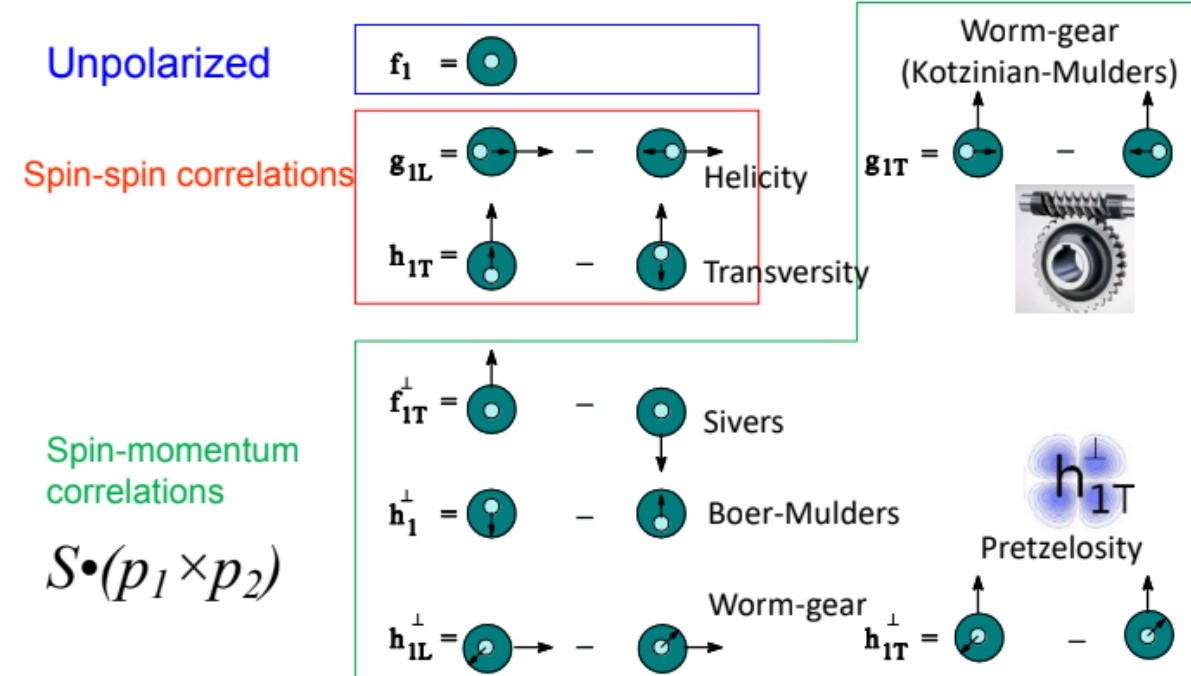 Unpolarized
f₁ =
Worm-gear
(Kotzinian-Mulders)
Spin-spin correlations
g₁L = –
Helicity
g₁T = –
h₁T = –
Transversity
f⊥₁T = –
Sivers
Spin-momentum
correlations
h⊥₁ = –
Boer-Mulders
h⊥₁T
Pretzelosity
S•(p₁×p₂)
Worm-gear
h⊥₁L = –
h⊥₁T = –